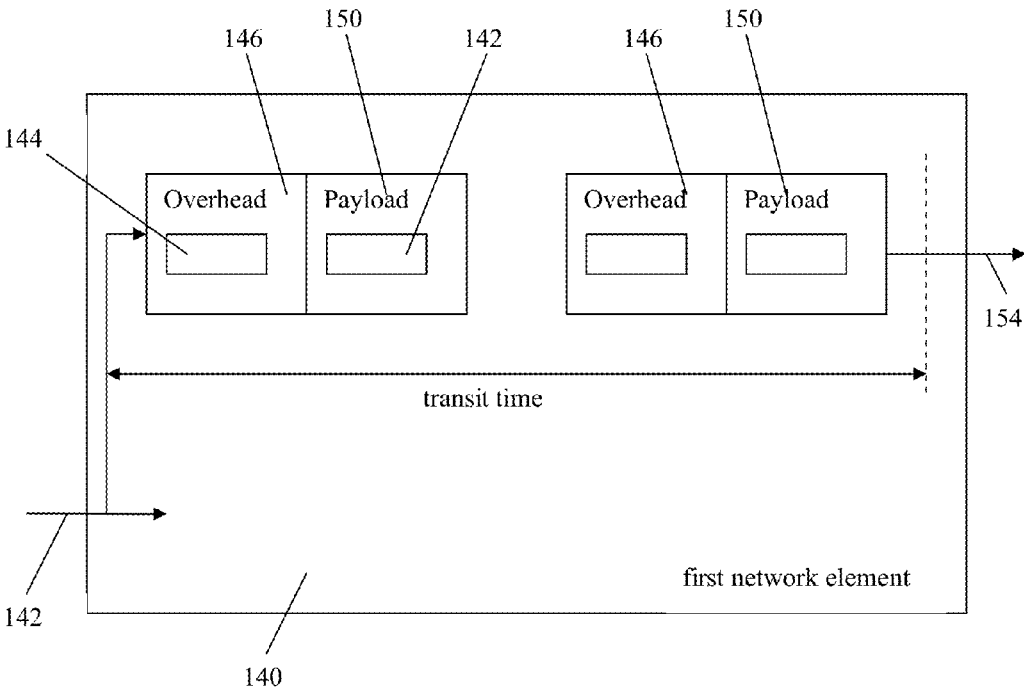 150
146
142
146
150
144
Overhead
Payload
Overhead
Payload
154
transit time
142
first network element
140